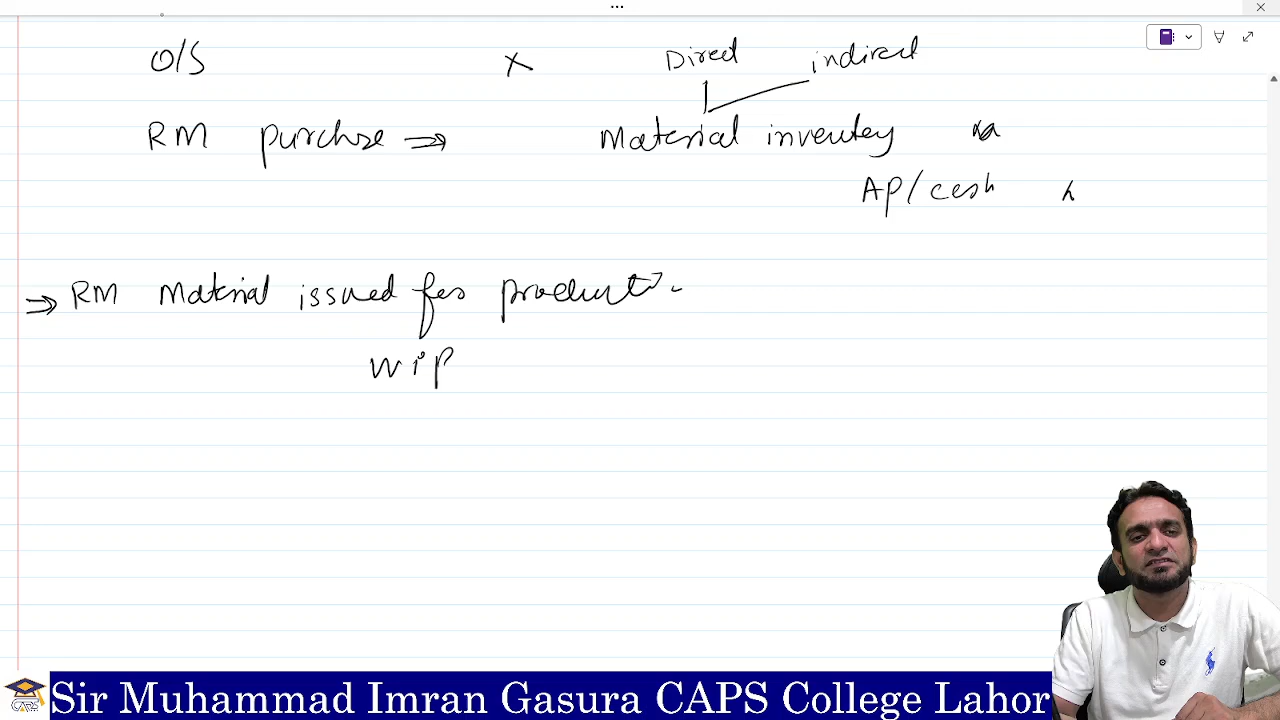 ...
O/S x Direct indirect
RM purchase ⇒ Material inventory
AP/cash
⇒ RM Material issued for production
WIP
CAPS
Sir Muhammad Imran Gasura CAPS College Lahor